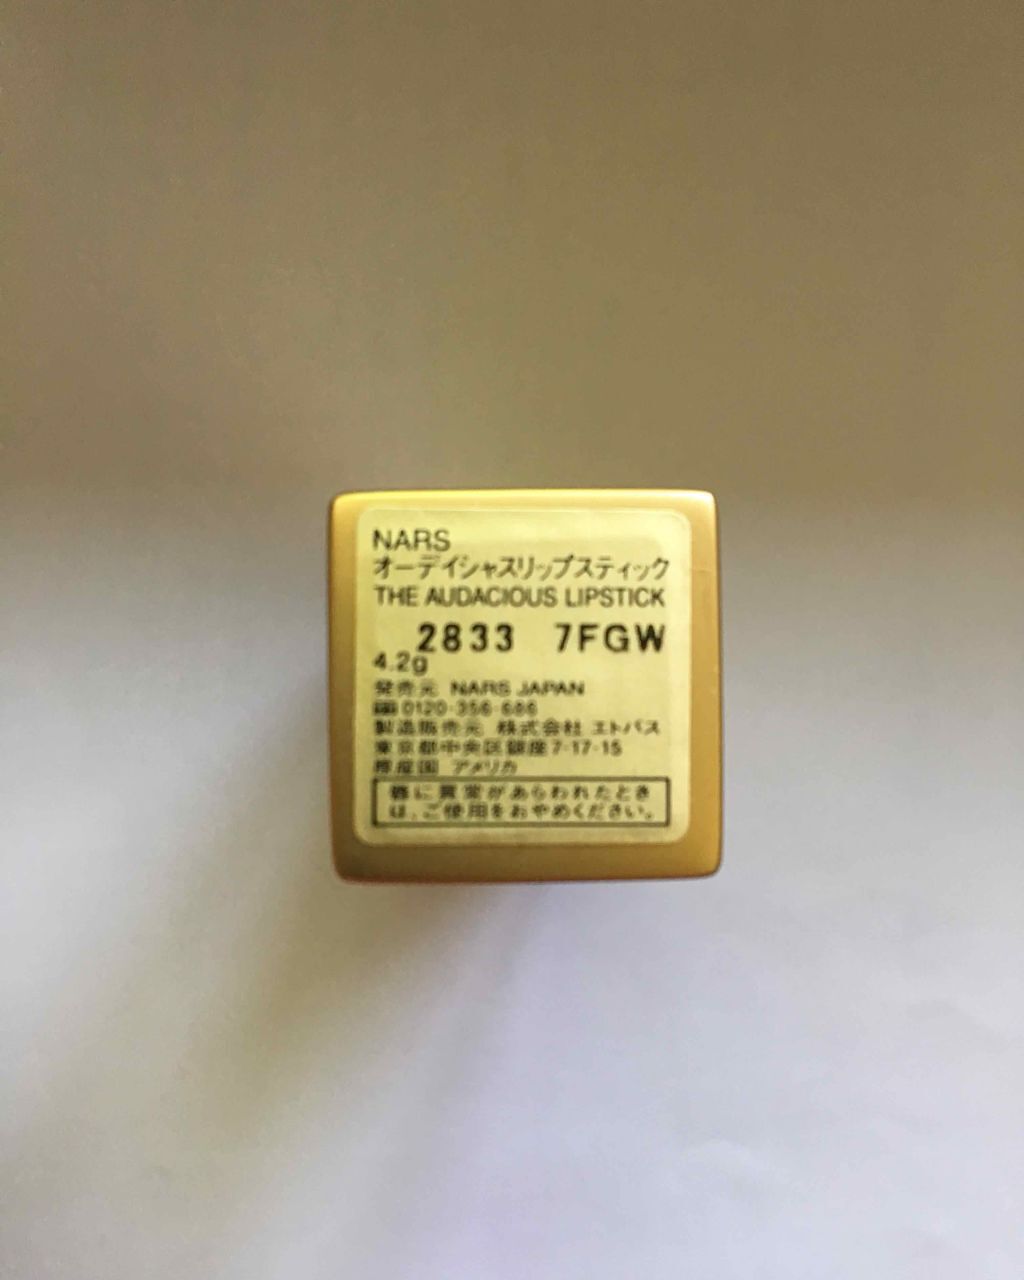 NARS
オーデイシャスリップスティック
THE AUDACIOUS LIPSTICK
2833 7FGW
4.2g
発売元 NARS JAPAN
0120-356-686
製造販売元 株式会社 エトバス
東京都中央区銀座7-17-15
原産国 アメリカ
唇に異常があらわれたとき
は、ご使用をおやめください。